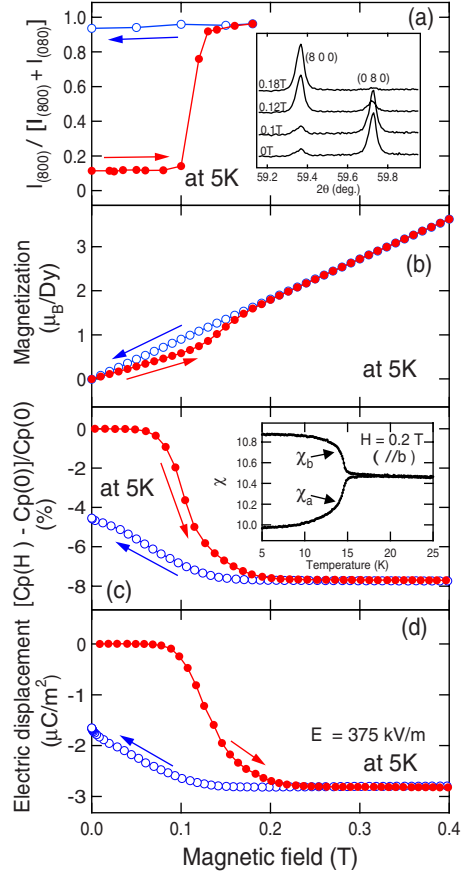 (a)
I(800) / [I(800) + I(080)]
1.0
0.8
0.6
0.4
0.2
0.0
at 5K
(8 0 0)
(0 8 0)
0.18T
0.12T
0.1T
0T
59.2
59.4
59.6
59.8
2θ (deg.)
(b)
Magnetization
(μB/Dy)
3
2
1
0
at 5K
(c)
[Cp(H) - Cp(0)]/Cp(0)
(%)
0
-2
-4
-6
-8
at 5K
H = 0.2 T
( //b )
χ
10.8
10.4
10.0
χb
χa
5
10
15
20
25
Temperature (K)
(d)
Electric displacement
(μC/m²)
0
-1
-2
-3
E = 375 kV/m
at 5K
0.0
0.1
0.2
0.3
0.4
Magnetic field (T)